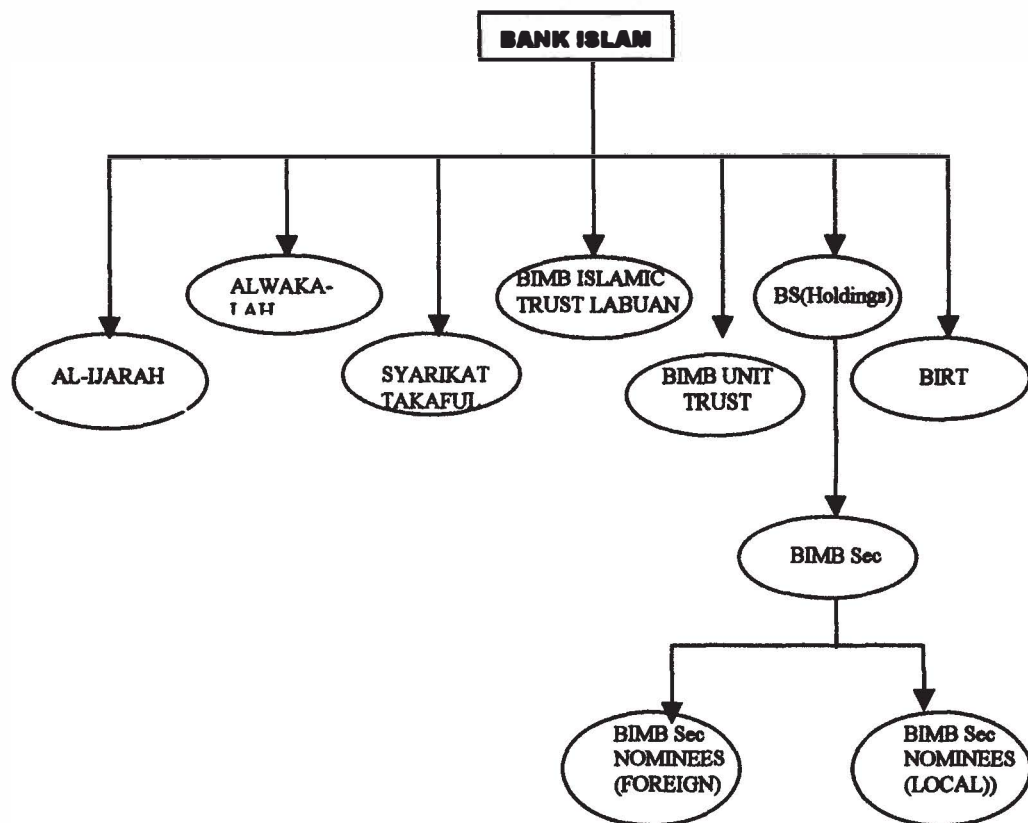 BANK ISLAM
ALWAKA-
LAH
BIMB ISLAMIC
TRUST LABUAN
BS(Holdings)
AL-IJARAH
SYARIKAT
TAKAFUL
BIMB UNIT
TRUST
BIRT
BIMB Sec
BIMB Sec
NOMINEES
(FOREIGN)
BIMB Sec
NOMINEES
(LOCAL))